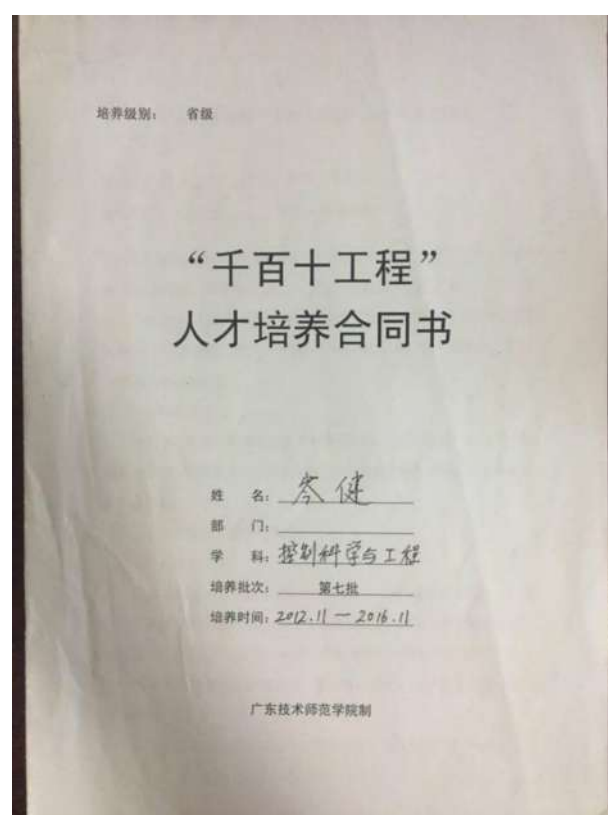 培养级别： 省级
“千百十工程”
人才培养合同书
姓 名：岑健
部 门：
学 科：控制科学与工程
培养批次：第七批
培养时间：2012.11 — 2016.11
广东技术师范学院制